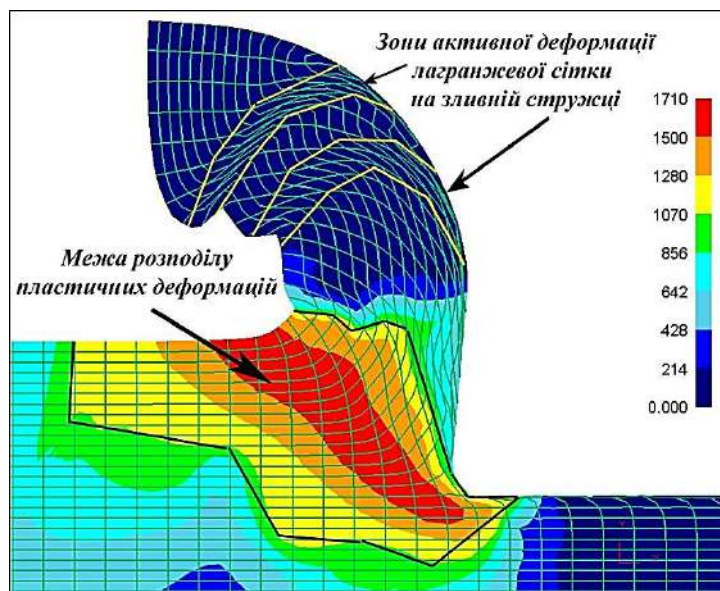 Зони активної деформації
лагранжевої сітки
на зливній стружці
Межа розподілу
пластичних деформацій
1710
1500
1280
1070
856
642
428
214
0.000